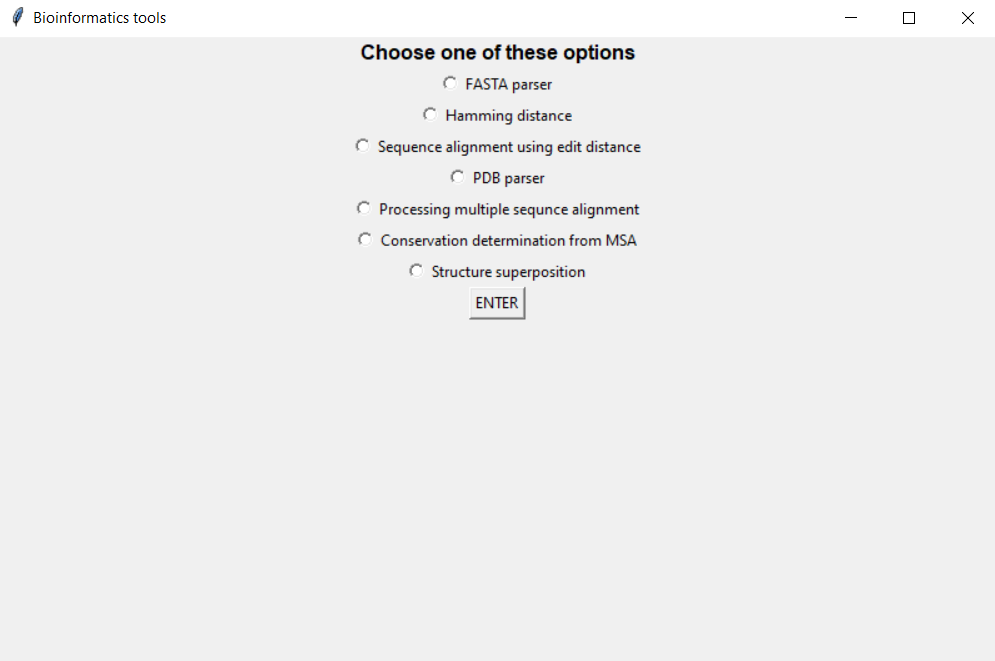 Bioinformatics tools
Choose one of these options
FASTA parser
Hamming distance
Sequence alignment using edit distance
PDB parser
Processing multiple sequnce alignment
Conservation determination from MSA
Structure superposition
ENTER